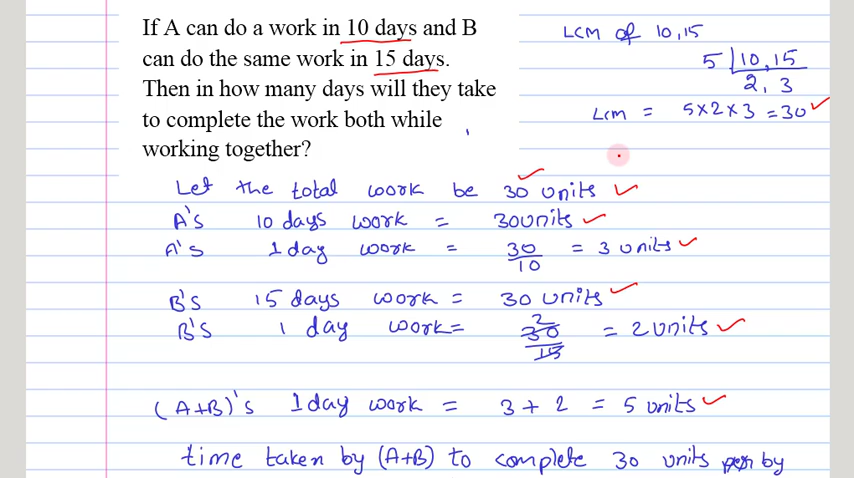 If A can do a work in 10 days and B
can do the same work in 15 days.
Then in how many days will they take
to complete the work both while
working together?
LCM of 10,15
5 | 10, 15
2, 3
LCM = 5×2×3 = 30 ✓
Let the total work be 30 units ✓
A's 10 days work = 30 units ✓
A's 1 day work = 30/10 = 3 units ✓
B's 15 days work = 30 units ✓
2
B's 1 day work = 30/15 = 2 units ✓
(A+B)'s 1 day work = 3 + 2 = 5 units ✓
time taken by (A+B) to complete 30 units by